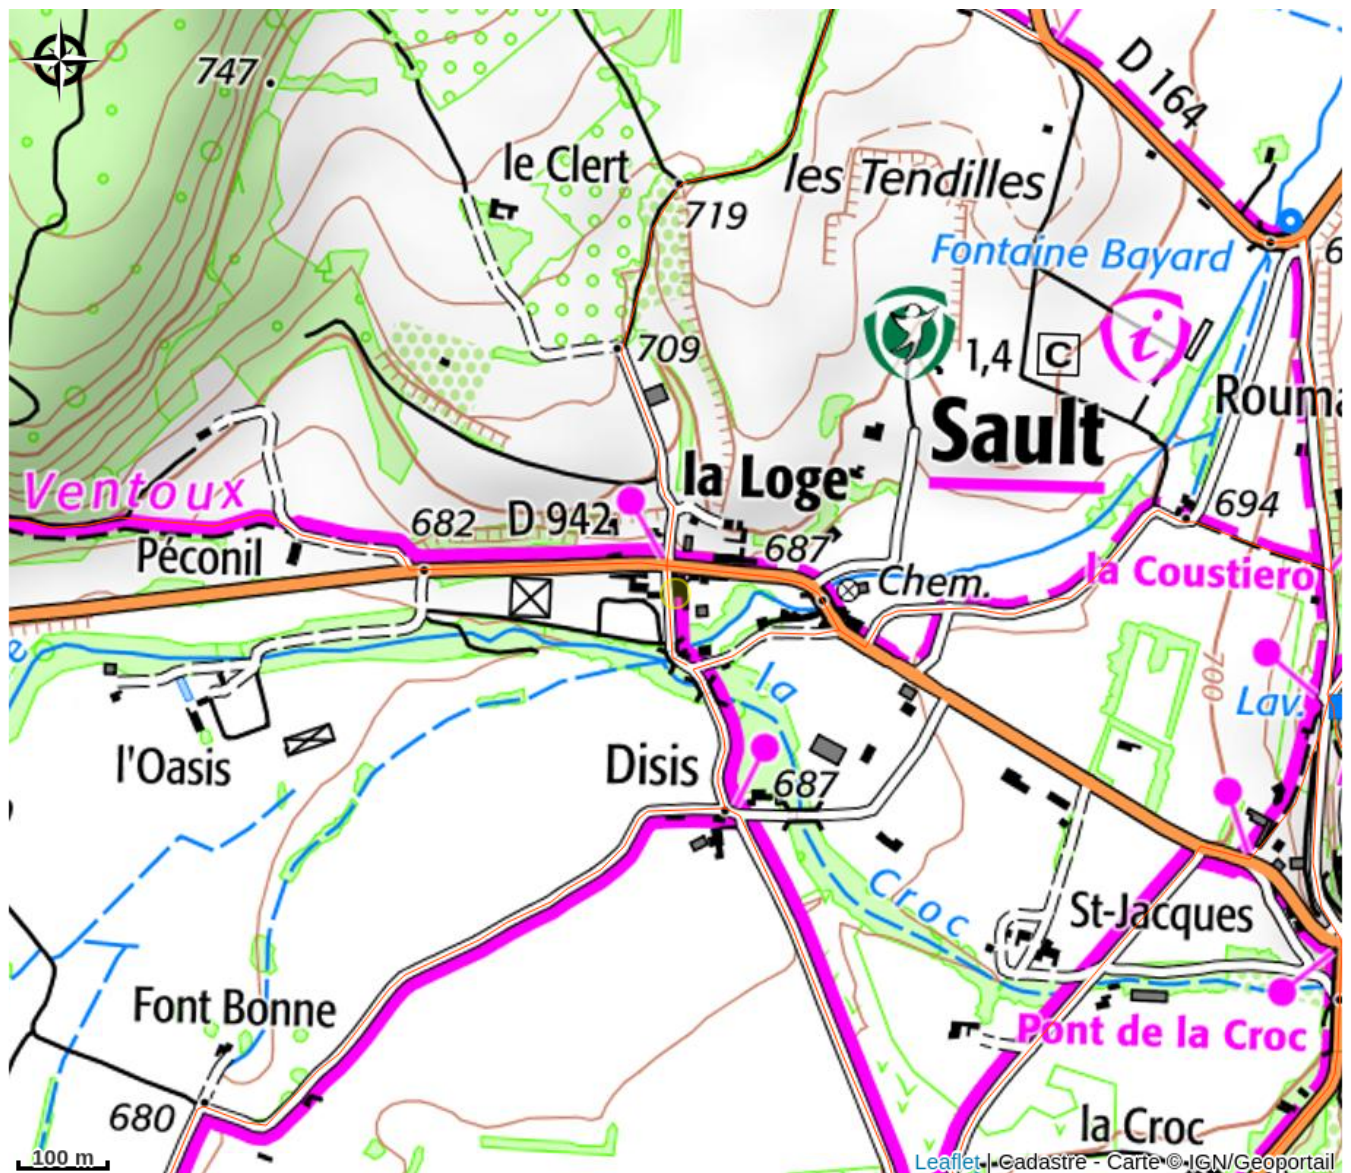 D 164
747
le Clert
les Tendilles
719
Fontaine Bayard
6
709
1,4
C
i
Rouma
Sault
Ventoux
la Loge
682
D 942
694
Péconil
687
Chem.
la Coustiero
e
la
700
Lav.
l'Oasis
Disis
687
Croc
St-Jacques
Font Bonne
Pont de la Croc
680
la Croc
100 m
Leaflet | Cadastre - Carte © IGN/Geoportail